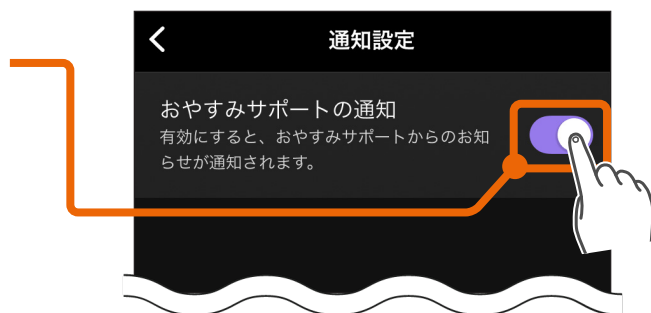 通知設定
おやすみサポートの通知
有効にすると、おやすみサポートからのお知
らせが通知されます。